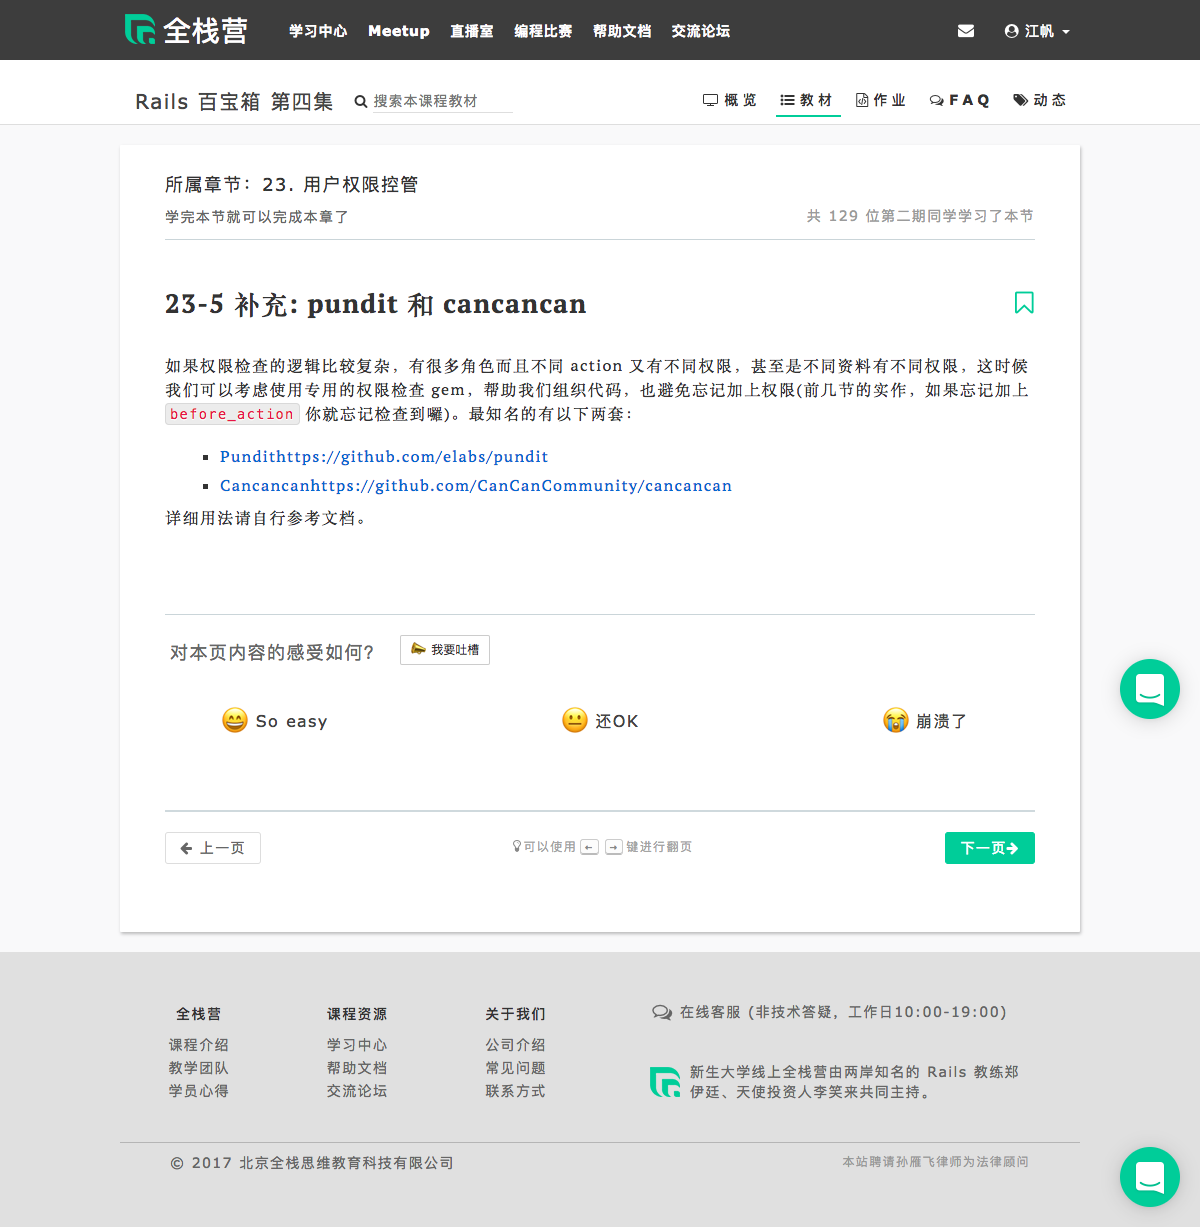 全栈营
学习中心 Meetup 直播室 编程比赛 帮助文档 交流论坛
江帆
Rails 百宝箱 第四集
搜索本课程教材
概览 教材 作业 FAQ 动态
所属章节：23. 用户权限控管
学完本节就可以完成本章了
共 129 位第二期同学学习了本节
23-5 补充: pundit 和 cancancan
如果权限检查的逻辑比较复杂，有很多角色而且不同 action 又有不同权限，甚至是不同资料有不同权限，这时候
我们可以考虑使用专用的权限检查 gem，帮助我们组织代码，也避免忘记加上权限(前几节的实作，如果忘记加上
before_action 你就忘记检查到囉)。最知名的有以下两套：
Pundithttps://github.com/elabs/pundit
Cancancanhttps://github.com/CanCanCommunity/cancancan
详细用法请自行参考文档。
对本页内容的感受如何?
我要吐槽
So easy
还OK
崩溃了
上一页
可以使用 ← → 键进行翻页
下一页
全栈营
课程介绍
教学团队
学员心得
课程资源
学习中心
帮助文档
交流论坛
关于我们
公司介绍
常见问题
联系方式
在线客服 (非技术答疑，工作日10:00-19:00)
新生大学线上全栈营由两岸知名的 Rails 教练郑
伊廷、天使投资人李笑来共同主持。
© 2017 北京全栈思维教育科技有限公司
本站聘请孙雁飞律师为法律顾问